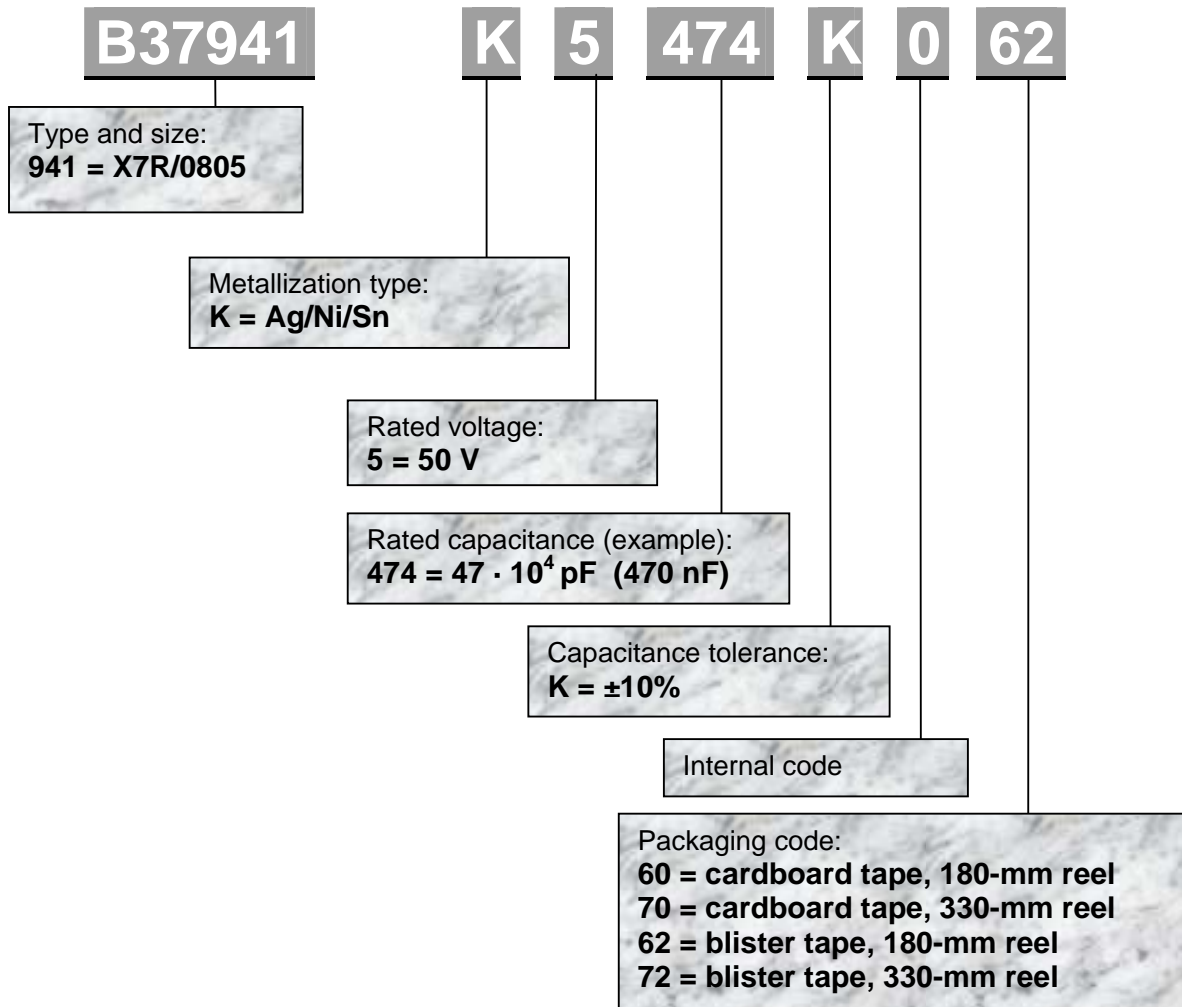 B37941 K 5 474 K 0 62
Type and size:
941 = X7R/0805
Metallization type:
K = Ag/Ni/Sn
Rated voltage:
5 = 50 V
Rated capacitance (example):
474 = 47 · 10⁴ pF (470 nF)
Capacitance tolerance:
K = ±10%
Internal code
Packaging code:
60 = cardboard tape, 180-mm reel
70 = cardboard tape, 330-mm reel
62 = blister tape, 180-mm reel
72 = blister tape, 330-mm reel